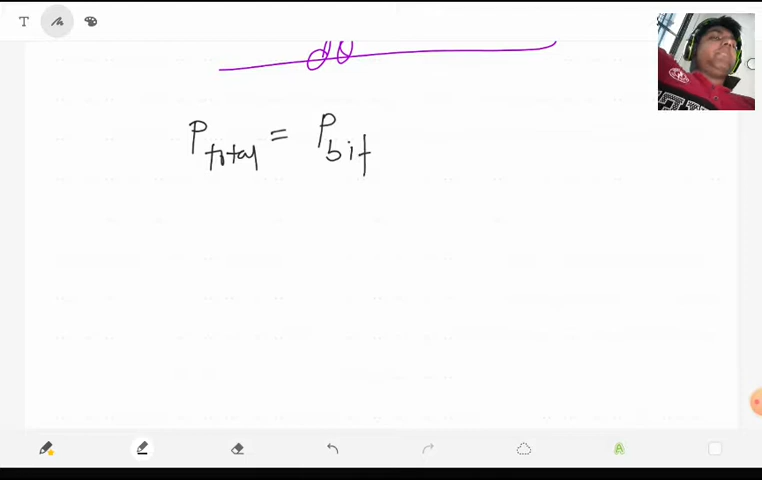 P_total = P_bit